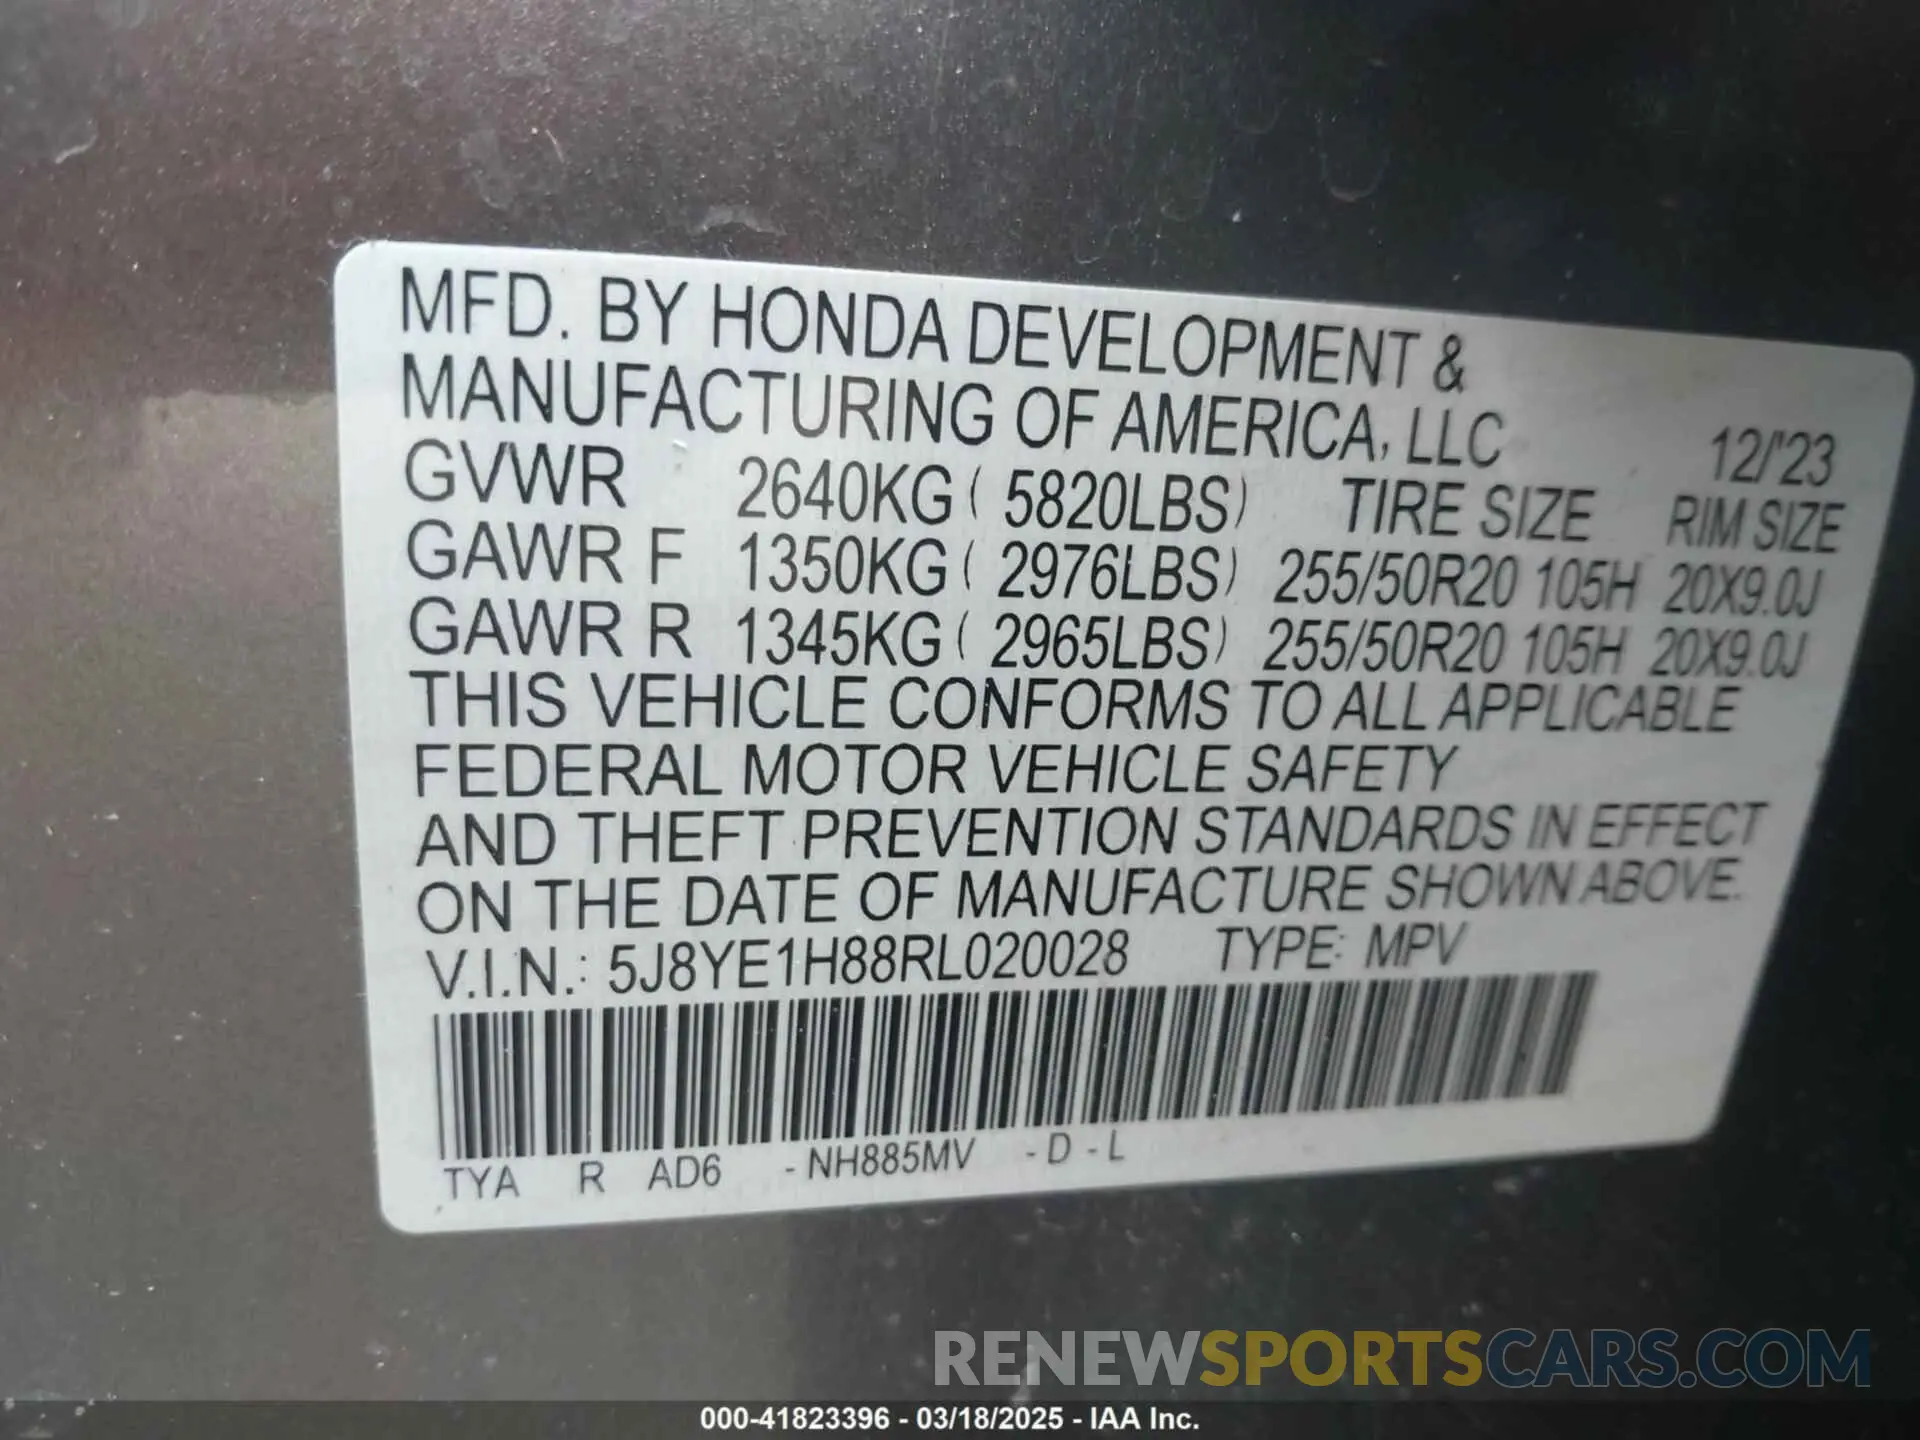 MFD. BY HONDA DEVELOPMENT &
MANUFACTURING OF AMERICA, LLC 12/'23
GVWR 2640KG ( 5820LBS) TIRE SIZE RIM SIZE
GAWR F 1350KG ( 2976LBS) 255/50R20 105H 20X9.0J
GAWR R 1345KG ( 2965LBS) 255/50R20 105H 20X9.0J
THIS VEHICLE CONFORMS TO ALL APPLICABLE
FEDERAL MOTOR VEHICLE SAFETY
AND THEFT PREVENTION STANDARDS IN EFFECT
ON THE DATE OF MANUFACTURE SHOWN ABOVE.
V.I.N.: 5J8YE1H88RL020028 TYPE: MPV
TYA R AD6 - NH885MV - D - L
RENEWSPORTSCARS.COM
000-41823396 - 03/18/2025 - IAA Inc.